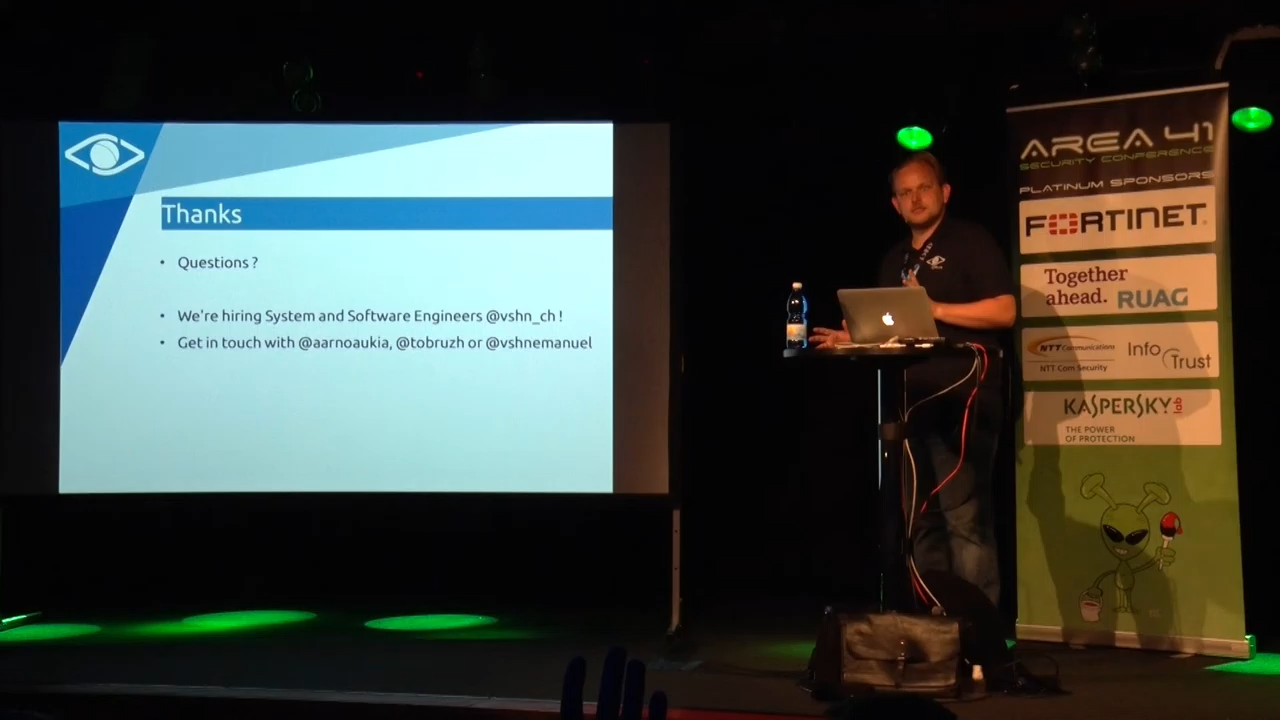 Thanks
• Questions ?
• We're hiring System and Software Engineers @vshn_ch !
• Get in touch with @aarnoaukia, @tobruzh or @vshnemanuel
AREA 41
SECURITY CONFERENCE
PLATINUM SPONSORS
FORTINET
Together
ahead. RUAG
NTT Communications
NTT Com Security
Info
Trust
KASPERSKY lab
THE POWER
OF PROTECTION